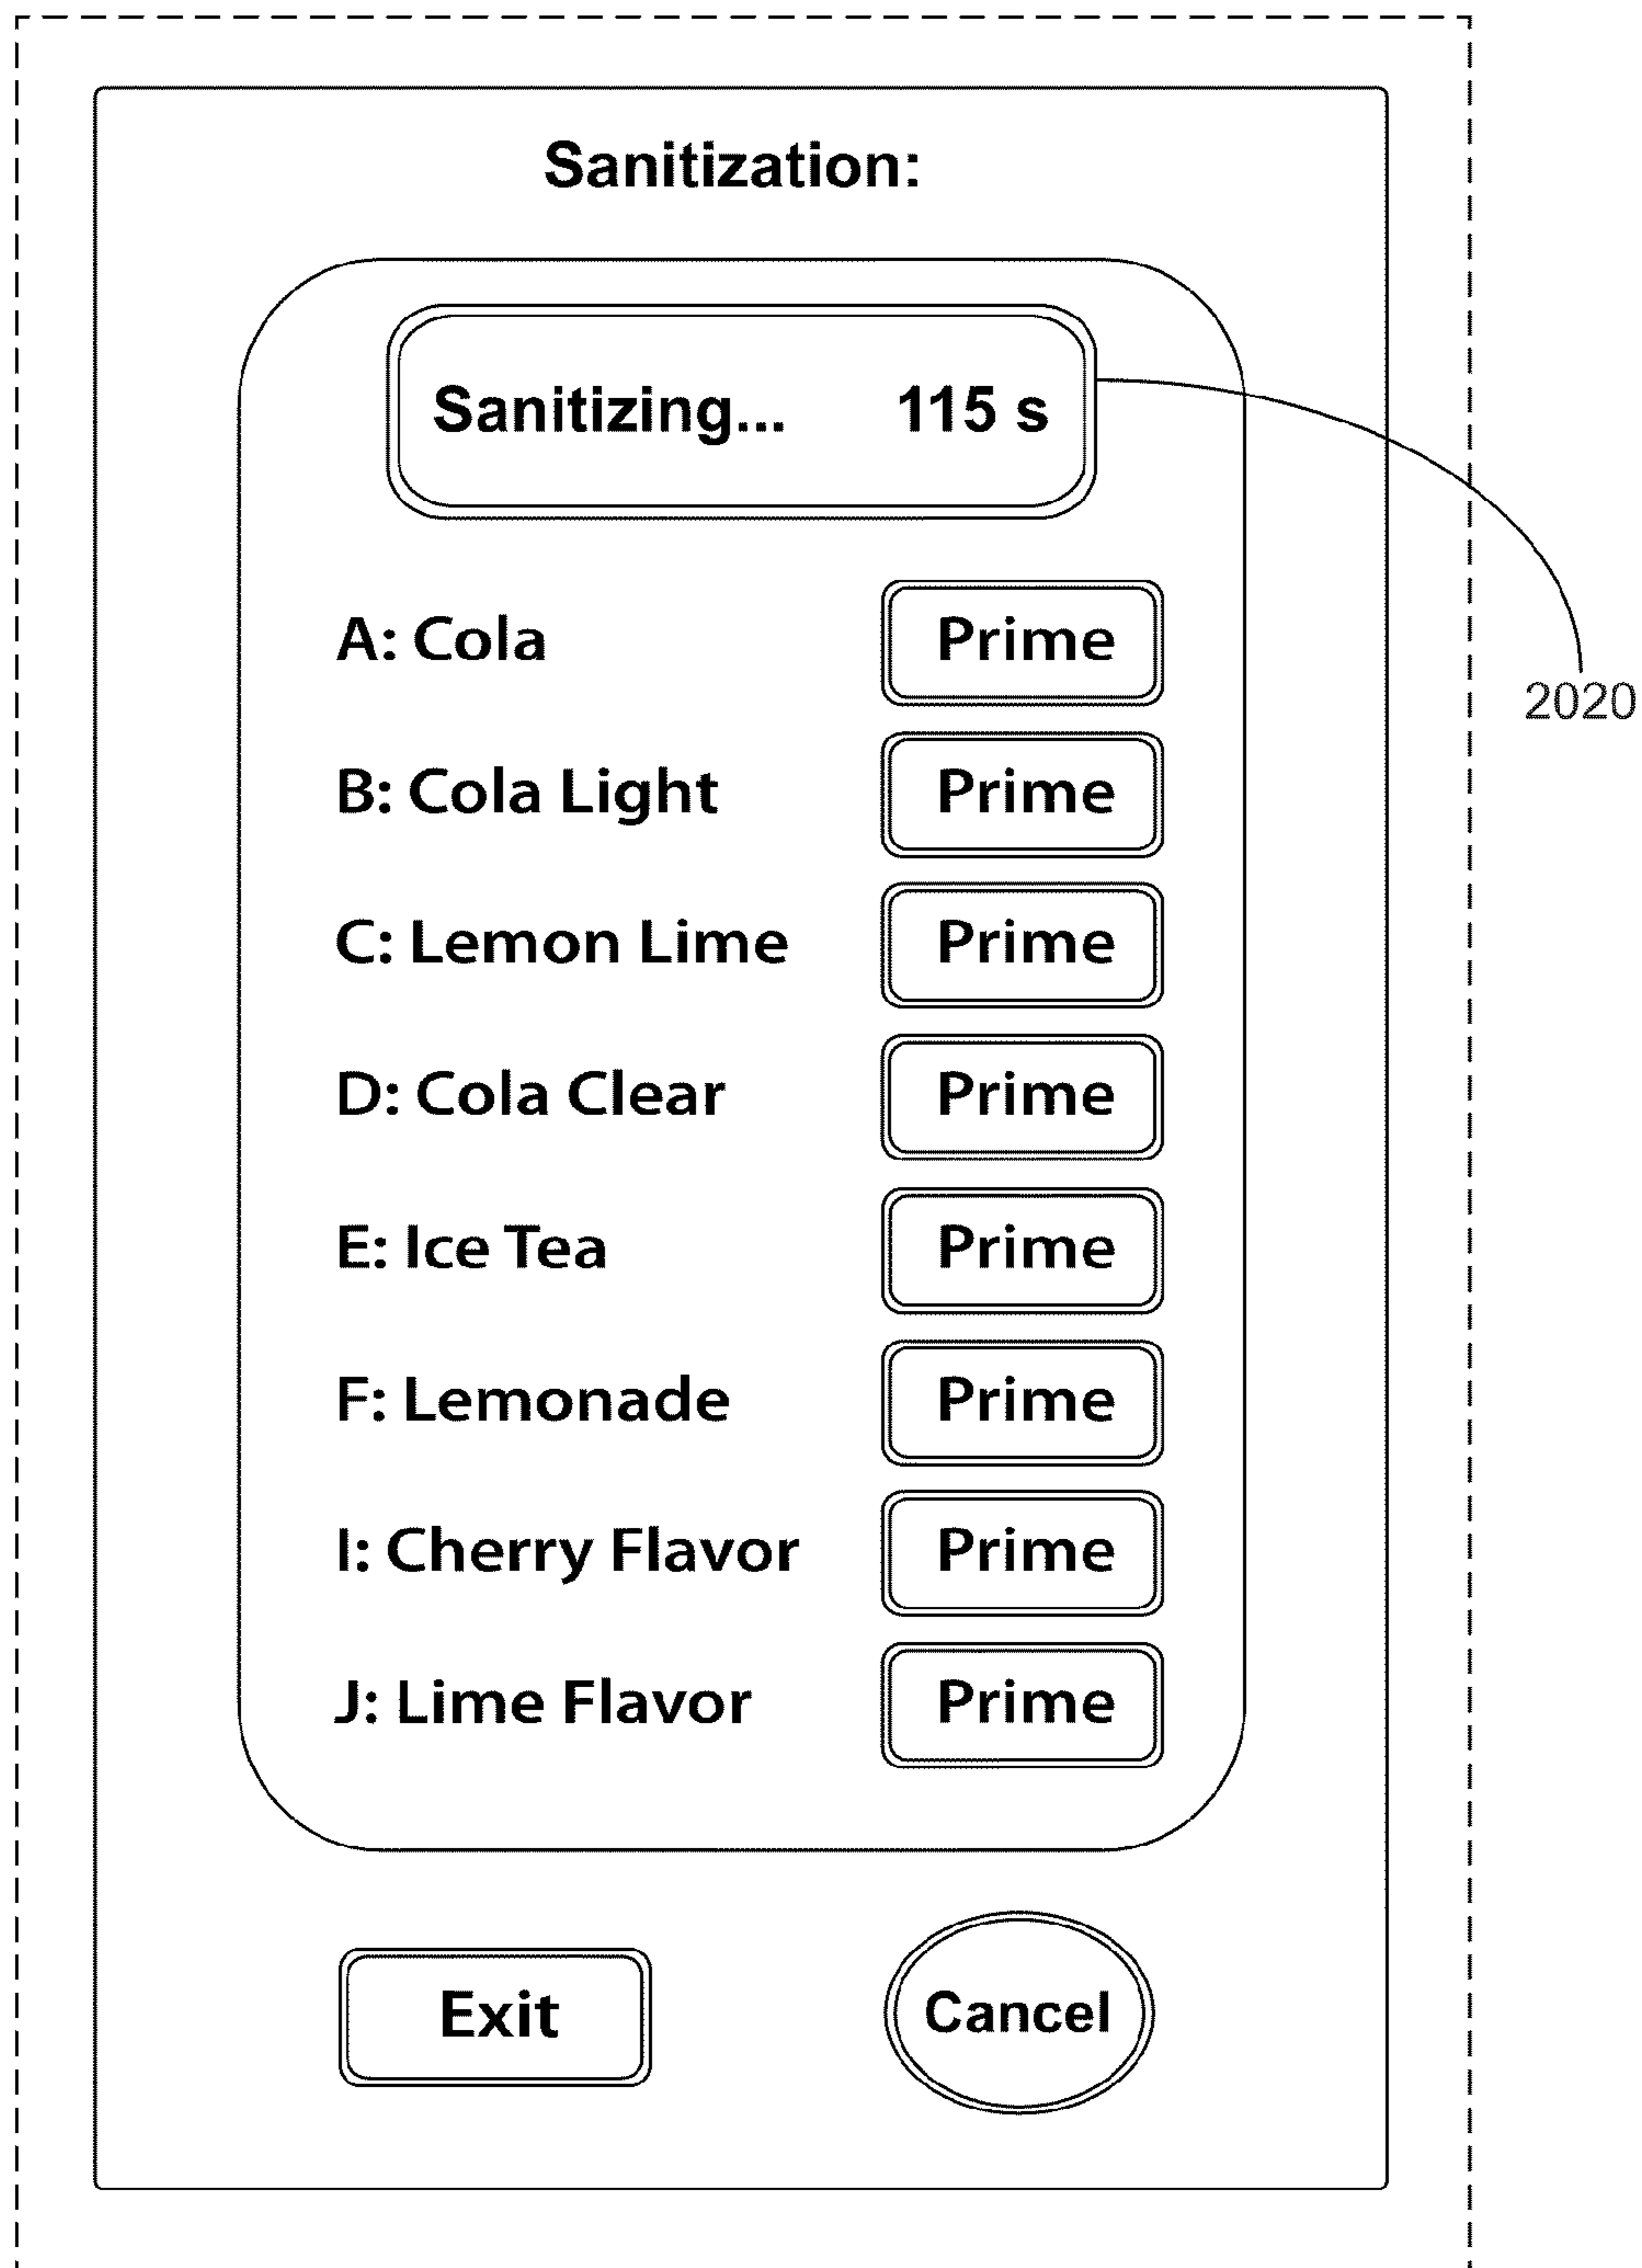 Sanitization:
Sanitizing... 115 s
A: Cola Prime
2020
B: Cola Light Prime
C: Lemon Lime Prime
D: Cola Clear Prime
E: Ice Tea Prime
F: Lemonade Prime
I: Cherry Flavor Prime
J: Lime Flavor Prime
Exit Cancel